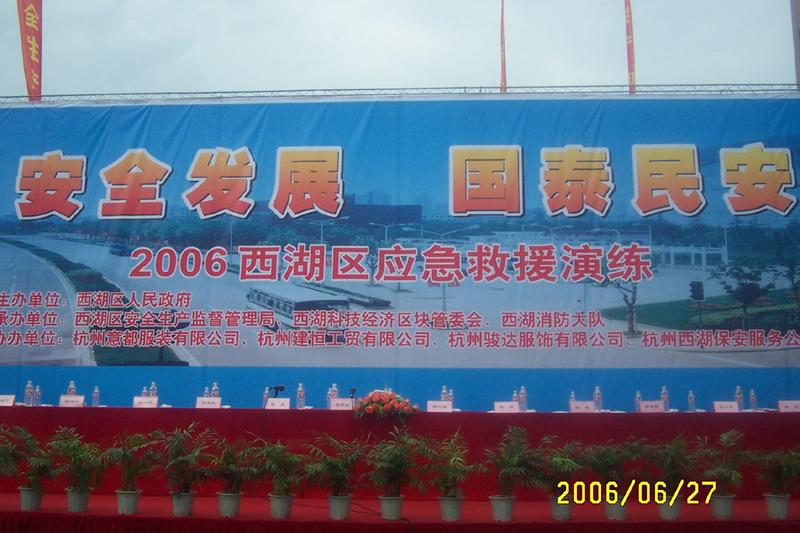 安全发展 国泰民安
2006西湖区应急救援演练
主办单位：西湖区人民政府
承办单位：西湖区安全生产监督管理局、西湖科技经济区块管委会、西湖消防大队
协办单位：杭州意都服装有限公司、杭州建恒工贸有限公司、杭州骏达服饰有限公司、杭州西湖保安服务公
2006/06/27